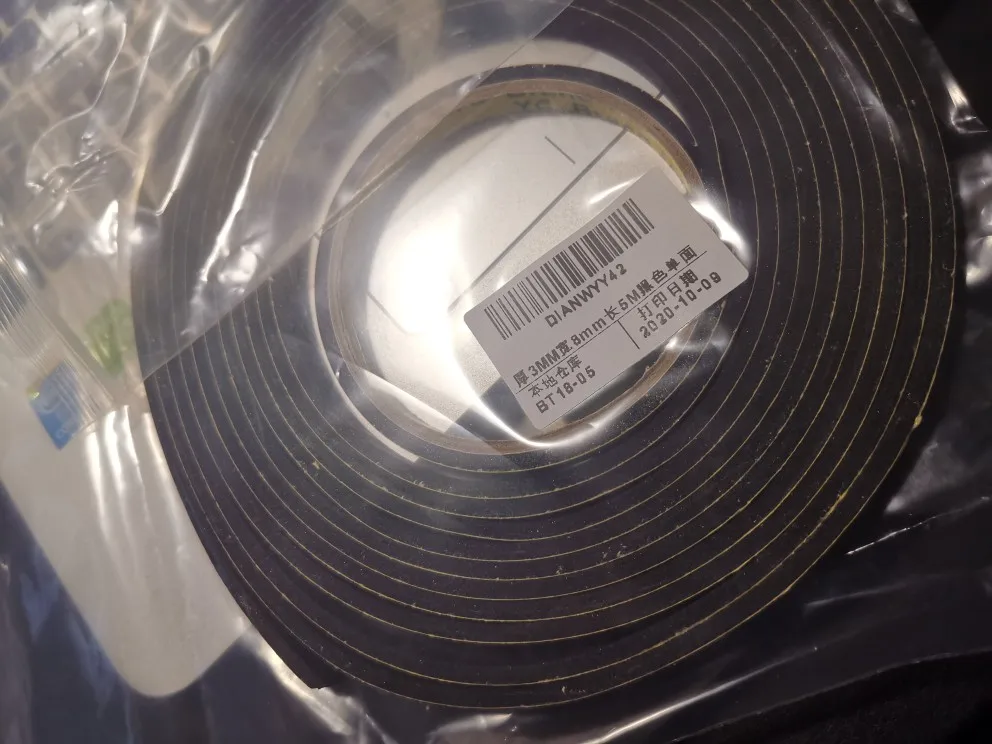 DIANWYY42
厚3MM宽8mm长5M黑色单面
本地仓库
BT18-05
打印日期
2020-10-09